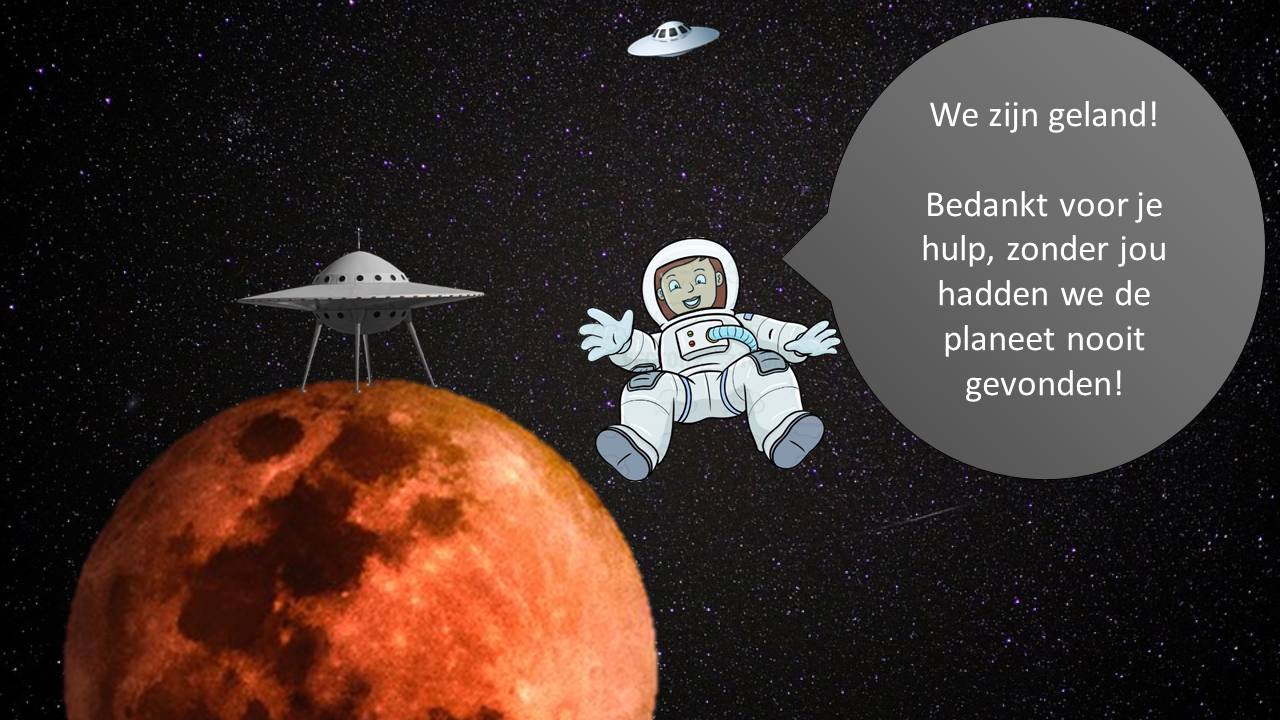 We zijn geland!
Bedankt voor je
hulp, zonder jou
hadden we de
planeet nooit
gevonden!